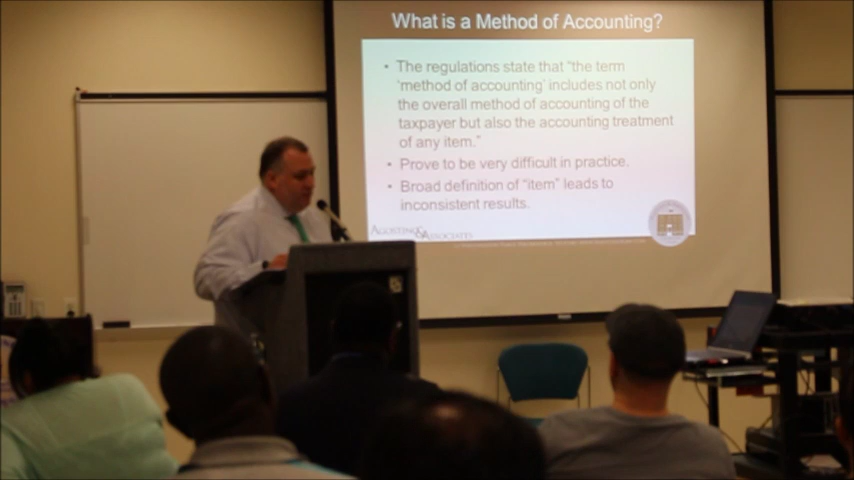 What is a Method of Accounting?
• The regulations state that “the term
‘method of accounting’ includes not only
the overall method of accounting of the
taxpayer but also the accounting treatment
of any item.”
• Prove to be very difficult in practice.
• Broad definition of “item” leads to
inconsistent results.
AGOSTINO & ASSOCIATES